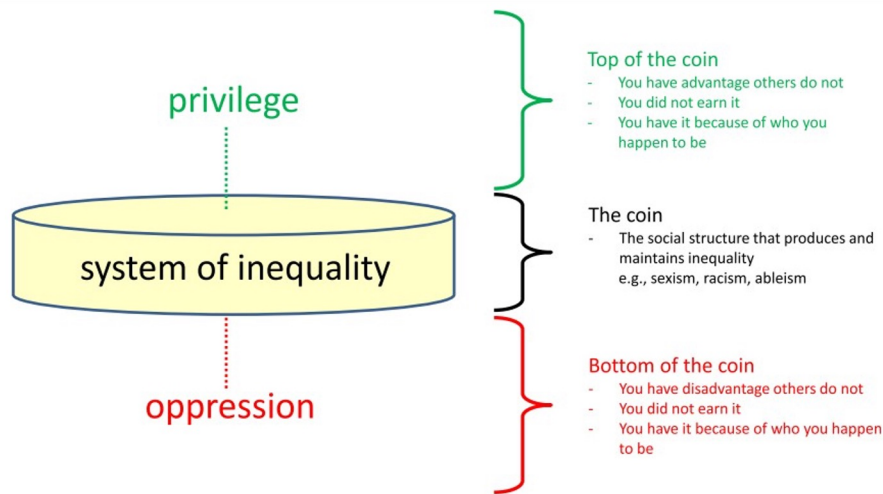 privilege
system of inequality
oppression
Top of the coin
- You have advantage others do not
- You did not earn it
- You have it because of who you
happen to be
The coin
- The social structure that produces and
maintains inequality
e.g., sexism, racism, ableism
Bottom of the coin
- You have disadvantage others do not
- You did not earn it
- You have it because of who you happen
to be